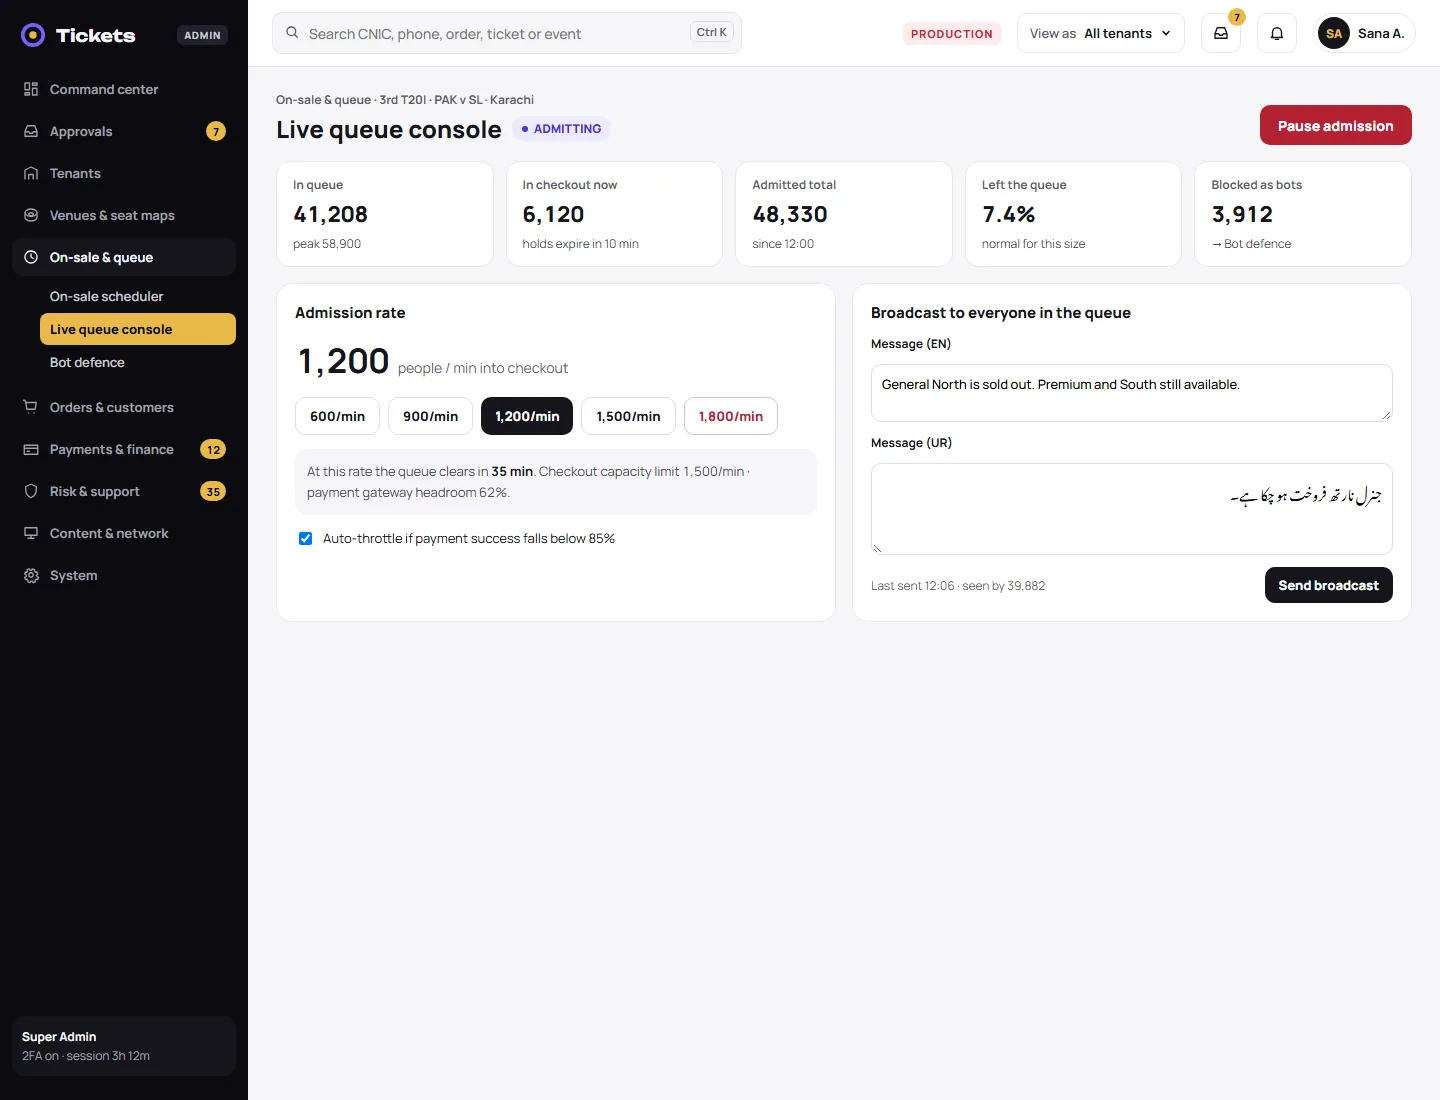 Tickets ADMIN
Search CNIC, phone, order, ticket or event Ctrl K
PRODUCTION
View as All tenants
7
SA Sana A.
Command center
Approvals 7
Tenants
Venues & seat maps
On-sale & queue
On-sale scheduler
Live queue console
Bot defence
Orders & customers
Payments & finance 12
Risk & support 35
Content & network
System
Super Admin
2FA on · session 3h 12m
On-sale & queue · 3rd T20I · PAK v SL · Karachi
Live queue console ADMITTING
Pause admission
In queue
41,208
peak 58,900
In checkout now
6,120
holds expire in 10 min
Admitted total
48,330
since 12:00
Left the queue
7.4%
normal for this size
Blocked as bots
3,912
→ Bot defence
Admission rate
1,200 people / min into checkout
600/min 900/min 1,200/min 1,500/min 1,800/min
At this rate the queue clears in 35 min. Checkout capacity limit 1,500/min ·
payment gateway headroom 62%.
Auto-throttle if payment success falls below 85%
Broadcast to everyone in the queue
Message (EN)
General North is sold out. Premium and South still available.
Message (UR)
جنرل نارتھ فروخت ہو چکا ہے۔
Last sent 12:06 · seen by 39,882
Send broadcast